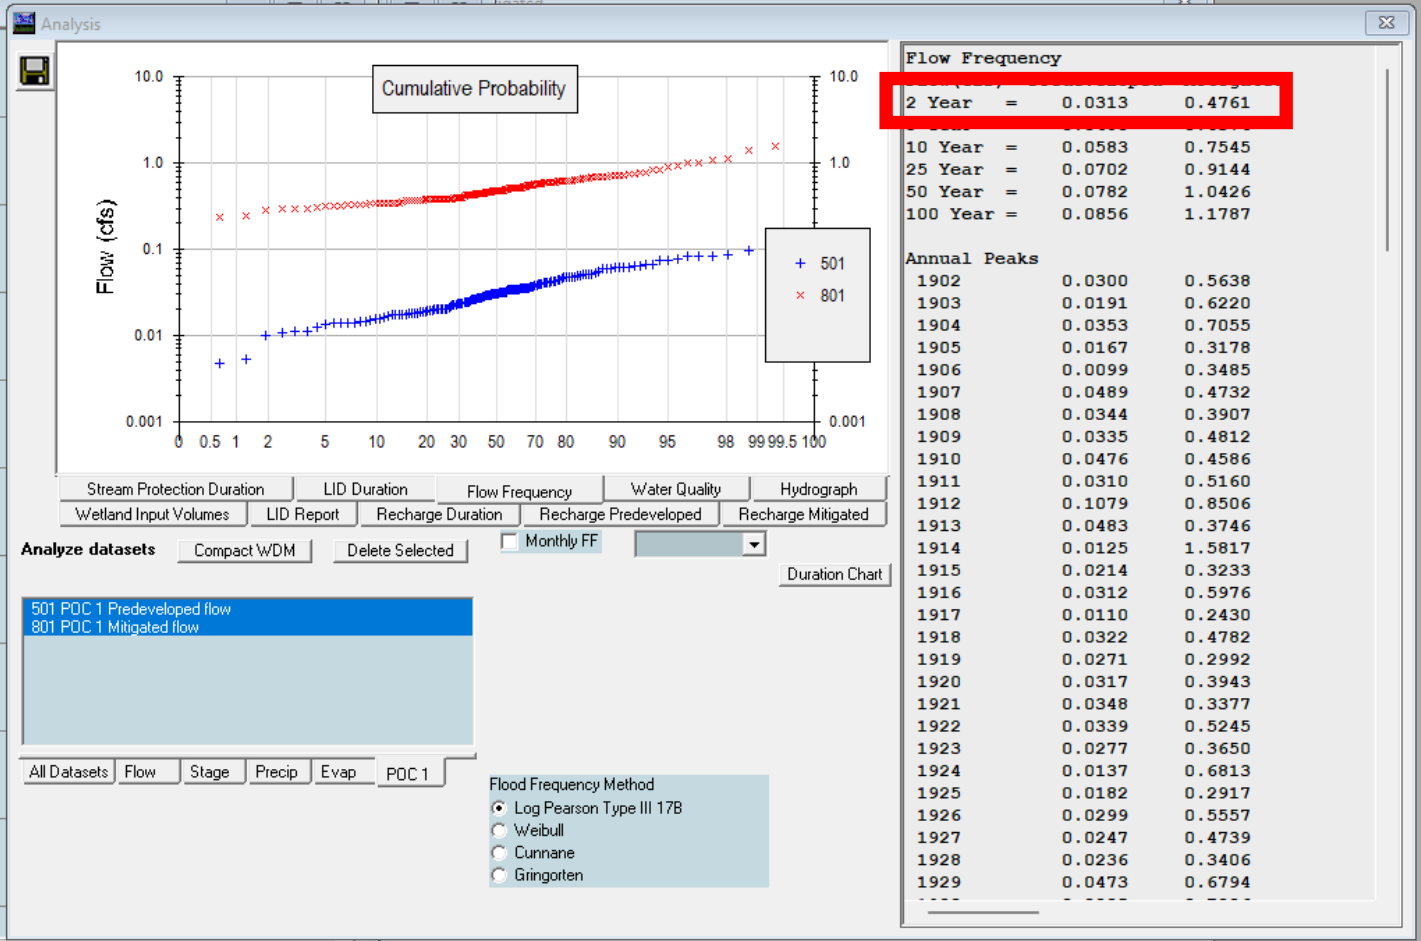 Analysis
Cumulative Probability
Flow (cfs)
10.0
1.0
0.1
0.01
0.001
10.0
1.0
0.001
501
801
0 0.5 1 2 5 10 20 30 50 70 80 90 95 98 99 99.5 100
Stream Protection Duration LID Duration Flow Frequency Water Quality Hydrograph
Wetland Input Volumes LID Report Recharge Duration Recharge Predeveloped Recharge Mitigated
Analyze datasets Compact WDM Delete Selected Monthly FF
Duration Chart
501 POC 1 Predeveloped flow
801 POC 1 Mitigated flow
All Datasets Flow Stage Precip Evap POC 1
Flood Frequency Method
Log Pearson Type III 17B
Weibull
Cunnane
Gringorten
Flow Frequency
2 Year = 0.0313 0.4761
10 Year = 0.0583 0.7545
25 Year = 0.0702 0.9144
50 Year = 0.0782 1.0426
100 Year = 0.0856 1.1787
Annual Peaks
1902 0.0300 0.5638
1903 0.0191 0.6220
1904 0.0353 0.7055
1905 0.0167 0.3178
1906 0.0099 0.3485
1907 0.0489 0.4732
1908 0.0344 0.3907
1909 0.0335 0.4812
1910 0.0476 0.4586
1911 0.0310 0.5160
1912 0.1079 0.8506
1913 0.0483 0.3746
1914 0.0125 1.5817
1915 0.0214 0.3233
1916 0.0312 0.5976
1917 0.0110 0.2430
1918 0.0322 0.4782
1919 0.0271 0.2992
1920 0.0317 0.3943
1921 0.0348 0.3377
1922 0.0339 0.5245
1923 0.0277 0.3650
1924 0.0137 0.6813
1925 0.0182 0.2917
1926 0.0299 0.5557
1927 0.0247 0.4739
1928 0.0236 0.3406
1929 0.0473 0.6794